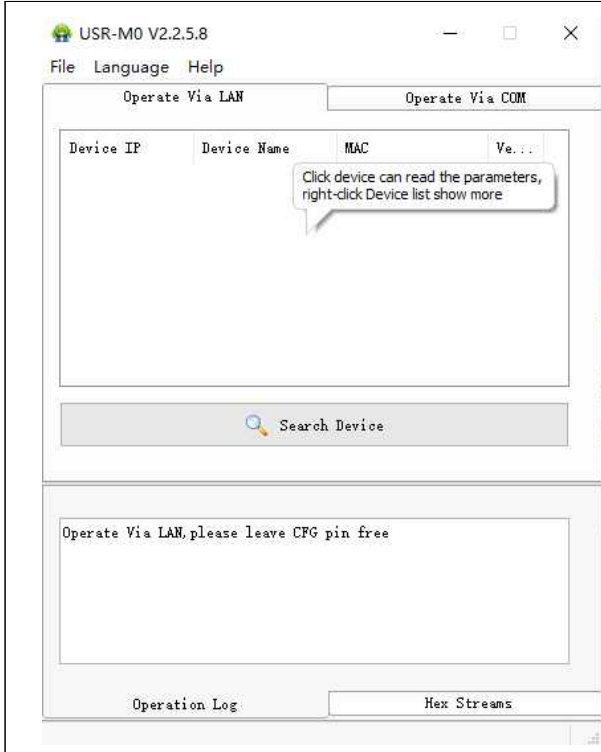 USR-M0 V2.2.5.8
File Language Help
Operate Via LAN Operate Via COM
Device IP Device Name MAC Ve...
Click device can read the parameters,
right-click Device list show more
Search Device
Operate Via LAN,please leave CFG pin free
Operation Log Hex Streams